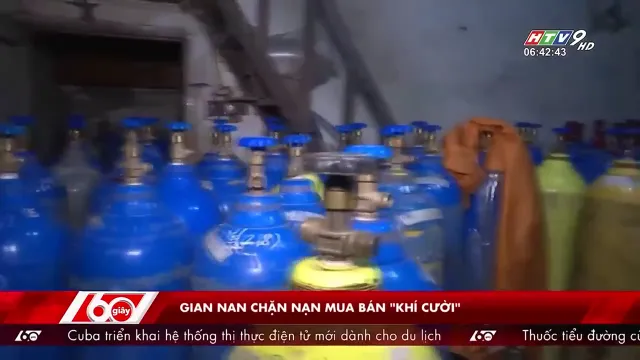 HTV9 HD
06:42:43
60 giây
GIAN NAN CHẶN NẠN MUA BÁN "KHÍ CƯỜI"
Cuba triển khai hệ thống thị thực điện tử mới dành cho du lịch
60
Thuốc tiểu đường c